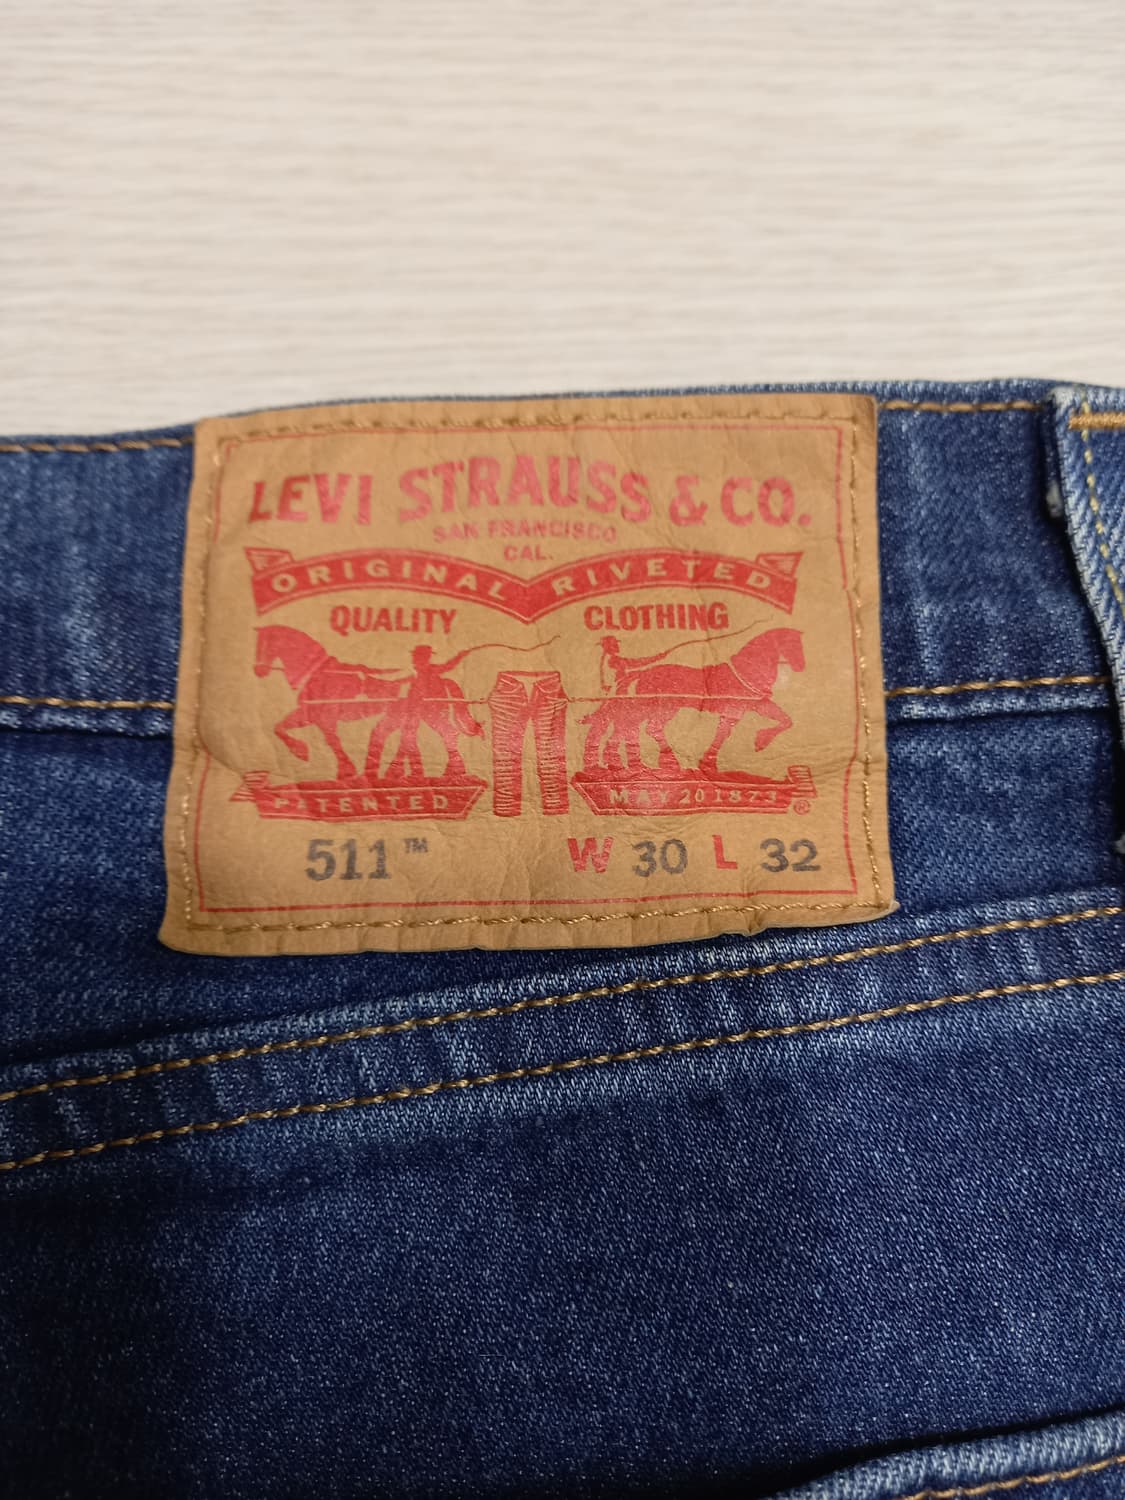 LEVI STRAUSS & CO.
SAN FRANCISCO
CAL.
ORIGINAL RIVETED
QUALITY CLOTHING
PATENTED MAY 20 1873 ®
511™ W 30 L 32